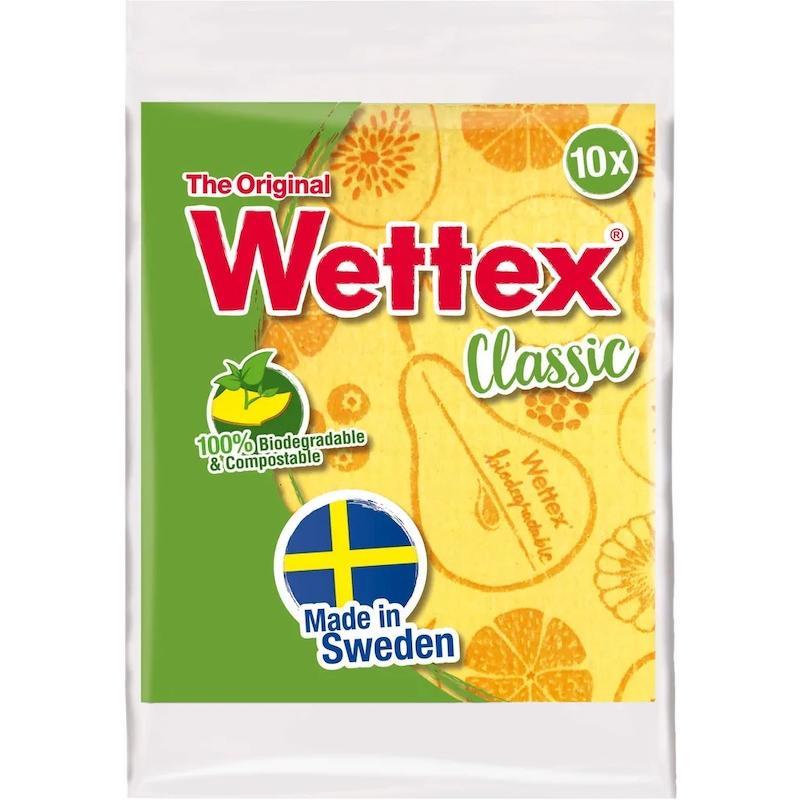 10x
The Original
Wettex®
Classic
100% Biodegradable
& Compostable
Wettex
biodegradable
Made in
Sweden